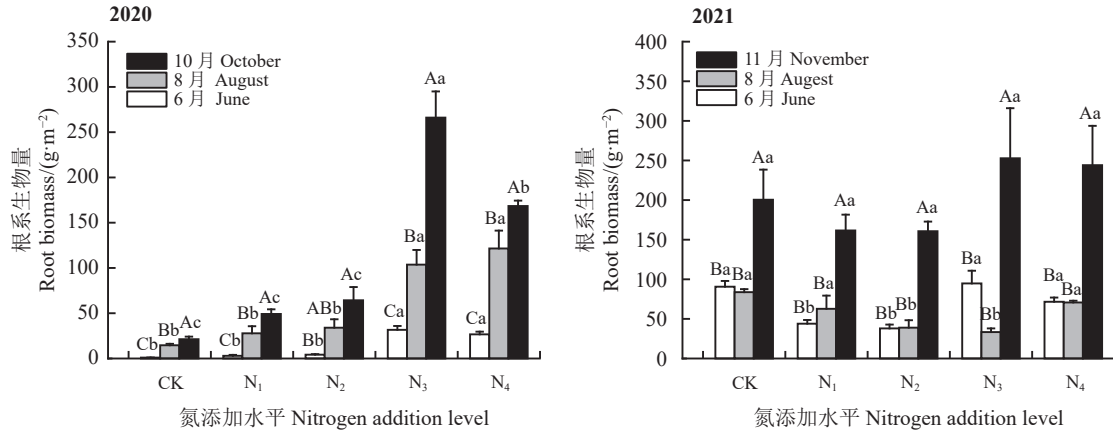 2020
350
300
250
200
150
100
50
0
根系生物量
Root biomass/(g·m⁻²)
10 月 October
8 月 August
6 月 June
Cb Bb Ac
Cb Bb Ac
Bb ABb Ac
Ca Ba Aa
Ca Ba Ab
CK N₁ N₂ N₃ N₄
氮添加水平 Nitrogen addition level
2021
400
350
300
250
200
150
100
50
0
根系生物量
Root biomass/(g·m⁻²)
11 月 November
8 月 Augest
6 月 June
Ba Ba Aa
Bb Ba Aa
Bb Bb Aa
Ba Bb Aa
Ba Ba Aa
CK N₁ N₂ N₃ N₄
氮添加水平 Nitrogen addition level